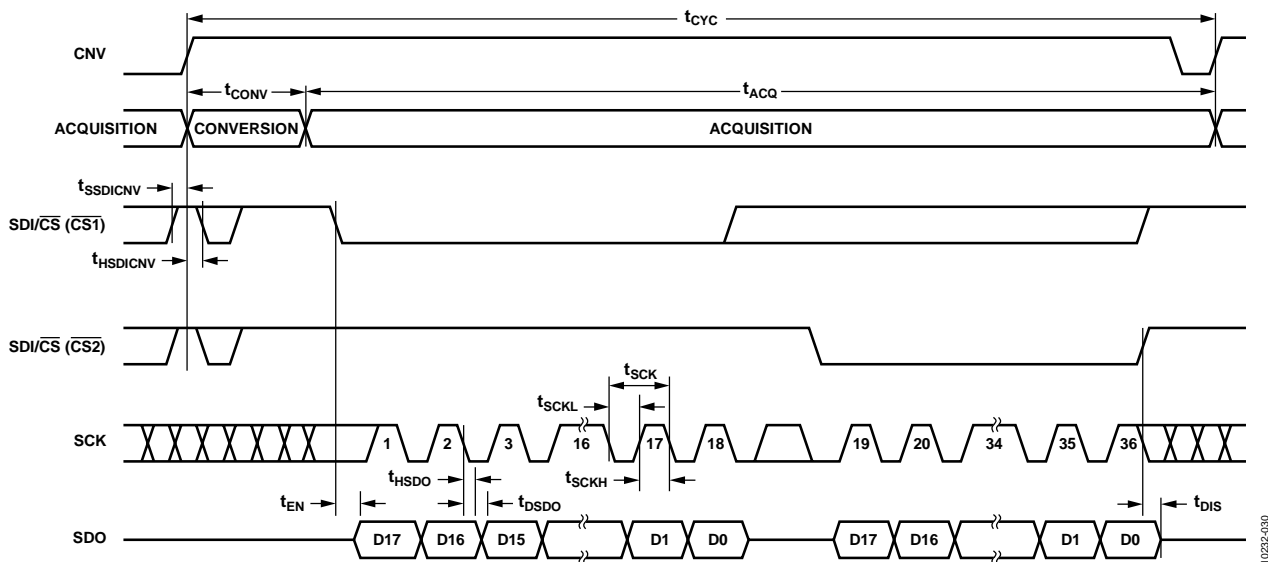 tCYC
CNV
tCONV
tACQ
ACQUISITION CONVERSION ACQUISITION
tSSDICNV
SDI/CS (CS1)
tHSDICNV
SDI/CS (CS2)
tSCK
tSCKL
SCK 1 2 3 16 17 18 19 20 34 35 36
tHSDO
tSCKH
tEN
tDSDO
tDIS
SDO D17 D16 D15 D1 D0 D17 D16 D1 D0
10232-030